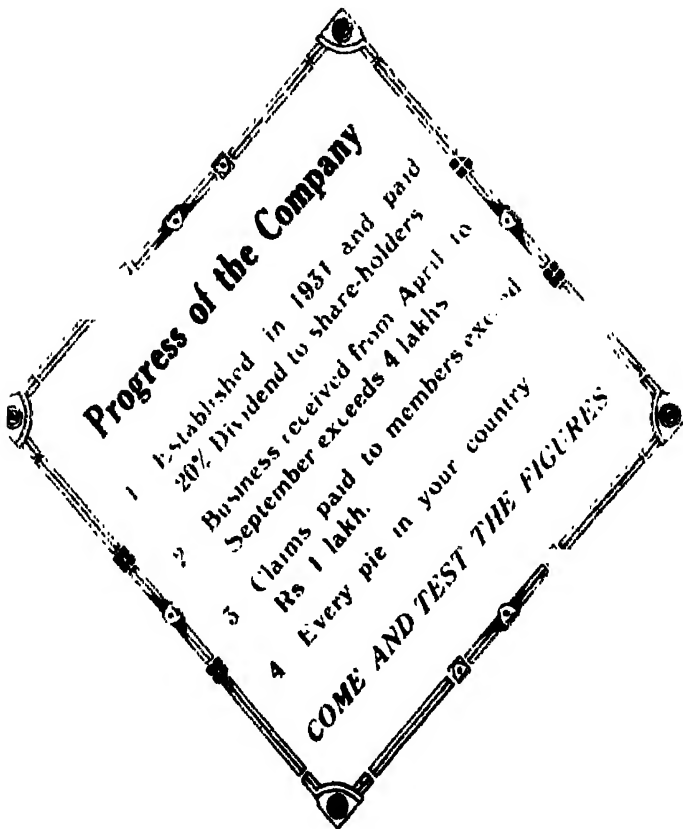 Progress of the Company
1 Established in 1931 and paid
20% Dividend to share-holders
2 Business received from April to
September exceeds 4 lakhs
3 Claims paid to members exceed
Rs 1 lakh.
4 Every pie in your country
COME AND TEST THE FIGURES